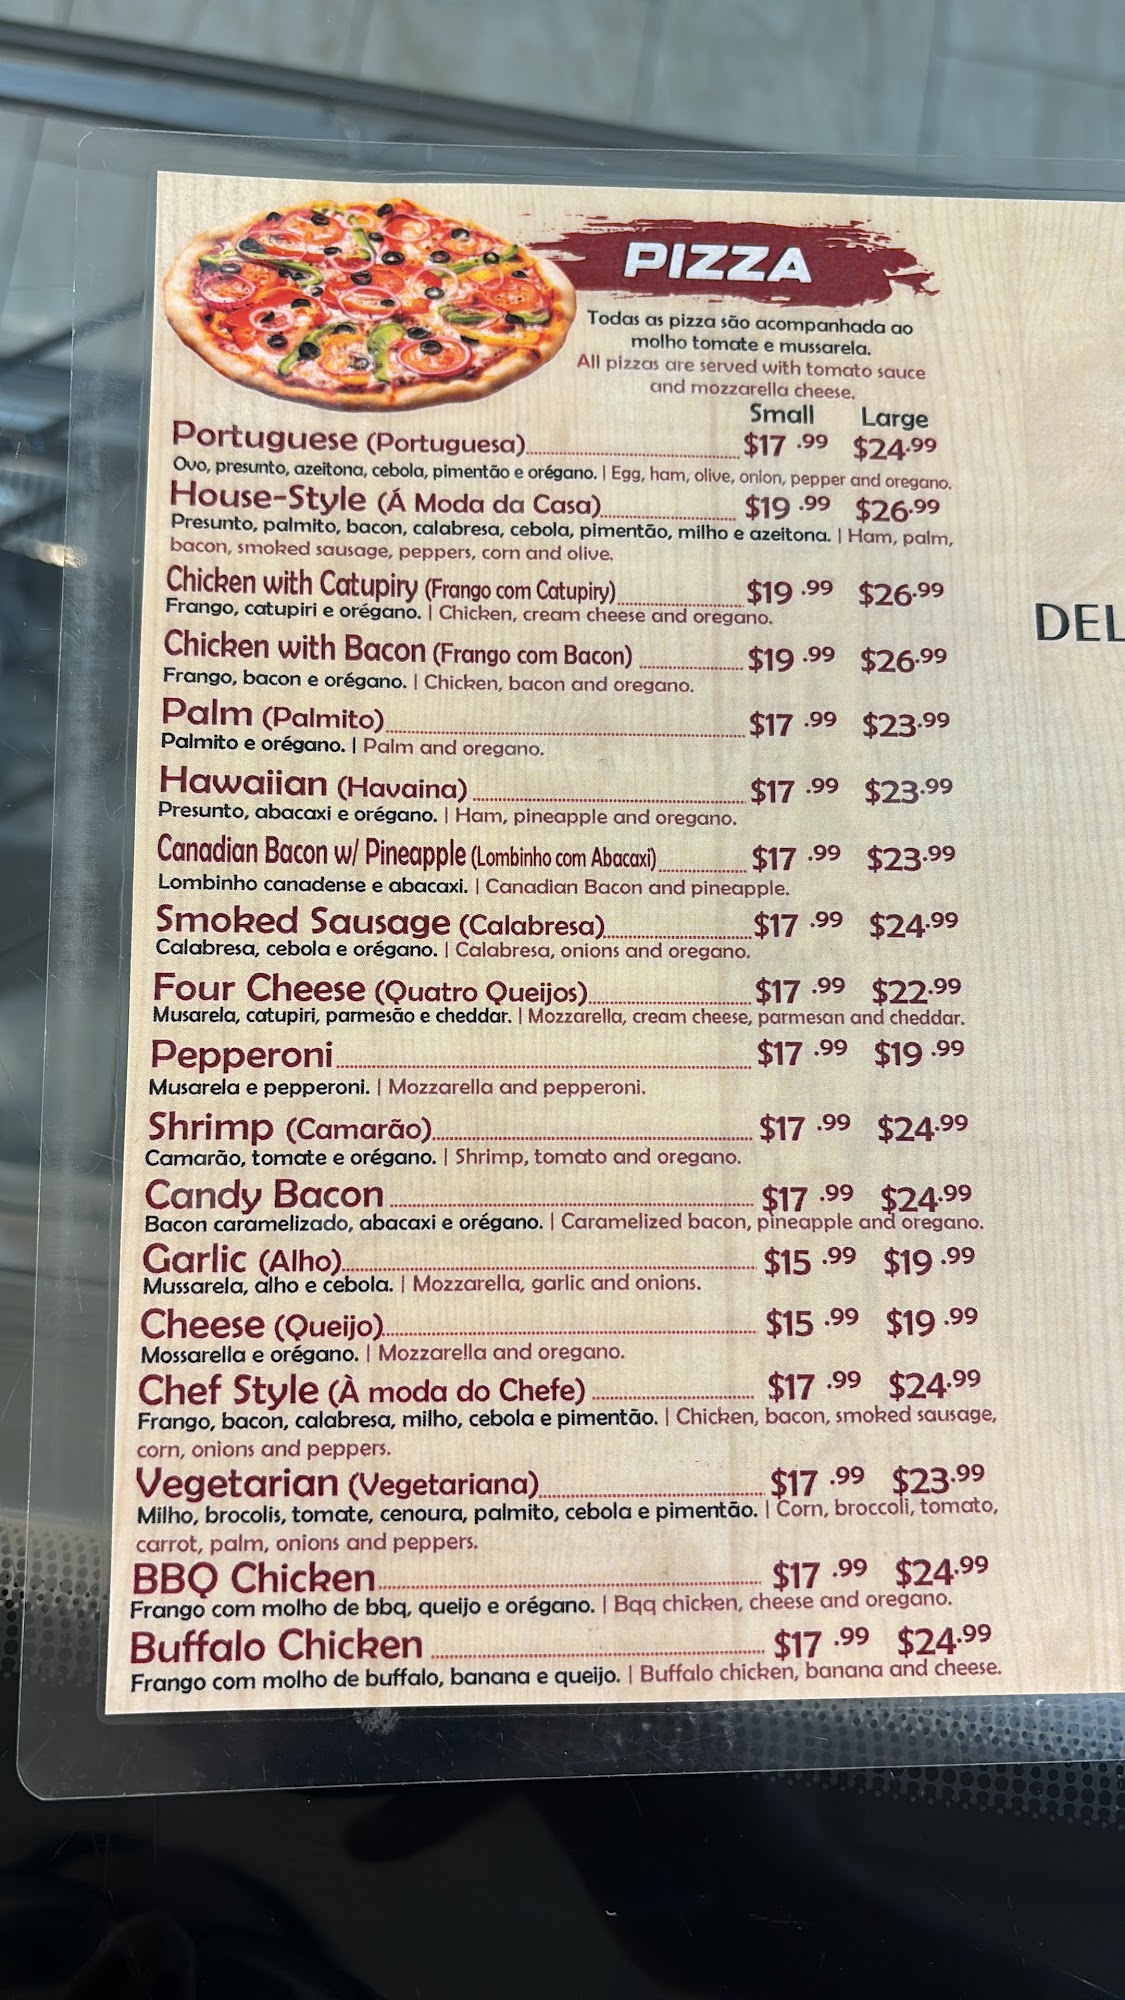 PIZZA
Todas as pizza são acompanhada ao
molho tomate e mussarela.
All pizzas are served with tomato sauce
and mozzarella cheese.
Small Large
Portuguese (Portuguesa) $17.99 $24.99
Ovo, presunto, azeitona, cebola, pimentão e orégano. | Egg, ham, olive, onion, pepper and oregano.
House-Style (Á Moda da Casa) $19.99 $26.99
Presunto, palmito, bacon, calabresa, cebola, pimentão, milho e azeitona. | Ham, palm,
bacon, smoked sausage, peppers, corn and olive.
Chicken with Catupiry (Frango com Catupiry) $19.99 $26.99
Frango, catupiri e orégano. | Chicken, cream cheese and oregano.
Chicken with Bacon (Frango com Bacon) $19.99 $26.99
Frango, bacon e orégano. | Chicken, bacon and oregano.
Palm (Palmito) $17.99 $23.99
Palmito e orégano. | Palm and oregano.
Hawaiian (Havaina) $17.99 $23.99
Presunto, abacaxi e orégano. | Ham, pineapple and oregano.
Canadian Bacon w/ Pineapple (Lombinho com Abacaxi) $17.99 $23.99
Lombinho canadense e abacaxi. | Canadian Bacon and pineapple.
Smoked Sausage (Calabresa) $17.99 $24.99
Calabresa, cebola e orégano. | Calabresa, onions and oregano.
Four Cheese (Quatro Queijos) $17.99 $22.99
Musarela, catupiri, parmesão e cheddar. | Mozzarella, cream cheese, parmesan and cheddar.
Pepperoni $17.99 $19.99
Musarela e pepperoni. | Mozzarella and pepperoni.
Shrimp (Camarão) $17.99 $24.99
Camarão, tomate e orégano. | Shrimp, tomato and oregano.
Candy Bacon $17.99 $24.99
Bacon caramelizado, abacaxi e orégano. | Caramelized bacon, pineapple and oregano.
Garlic (Alho) $15.99 $19.99
Mussarela, alho e cebola. | Mozzarella, garlic and onions.
Cheese (Queijo) $15.99 $19.99
Mossarella e orégano. | Mozzarella and oregano.
Chef Style (À moda do Chefe) $17.99 $24.99
Frango, bacon, calabresa, milho, cebola e pimentão. | Chicken, bacon, smoked sausage,
corn, onions and peppers.
Vegetarian (Vegetariana) $17.99 $23.99
Milho, brocolis, tomate, cenoura, palmito, cebola e pimentão. | Corn, broccoli, tomato,
carrot, palm, onions and peppers.
BBQ Chicken $17.99 $24.99
Frango com molho de bbq, queijo e orégano. | Bqq chicken, cheese and oregano.
Buffalo Chicken $17.99 $24.99
Frango com molho de buffalo, banana e queijo. | Buffalo chicken, banana and cheese.
DEL